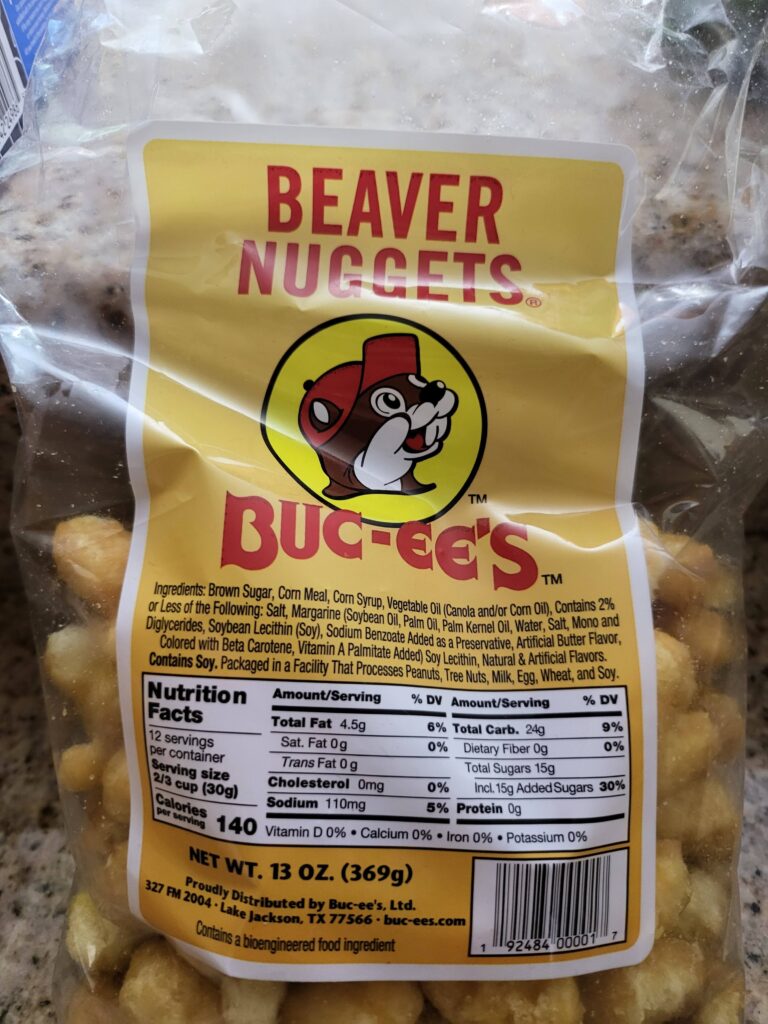 BEAVER
NUGGETS®
TM
BUC-EE'S™
Ingredients: Brown Sugar, Corn Meal, Corn Syrup, Vegetable Oil (Canola and/or Corn Oil), Contains 2%
or Less of the Following: Salt, Margarine (Soybean Oil, Palm Oil, Palm Kernel Oil, Water, Salt, Mono and
Diglycerides, Soybean Lecithin (Soy), Sodium Benzoate Added as a Preservative, Artificial Butter Flavor,
Colored with Beta Carotene, Vitamin A Palmitate Added) Soy Lecithin, Natural & Artificial Flavors.
Contains Soy. Packaged in a Facility That Processes Peanuts, Tree Nuts, Milk, Egg, Wheat, and Soy.
Nutrition
Facts
12 servings
per container
Serving size
2/3 cup (30g)
Calories
per serving 140
Amount/Serving % DV
Total Fat 4.5g 6%
Sat. Fat 0g 0%
Trans Fat 0g
Cholesterol 0mg 0%
Sodium 110mg 5%
Amount/Serving % DV
Total Carb. 24g 9%
Dietary Fiber 0g 0%
Total Sugars 15g
Incl. 15g Added Sugars 30%
Protein 0g
Vitamin D 0% • Calcium 0% • Iron 0% • Potassium 0%
NET WT. 13 OZ. (369g)
Proudly Distributed by Buc-ee's, Ltd.
327 FM 2004 · Lake Jackson, TX 77566 · buc-ees.com
Contains a bioengineered food ingredient
1 92484 00001 7